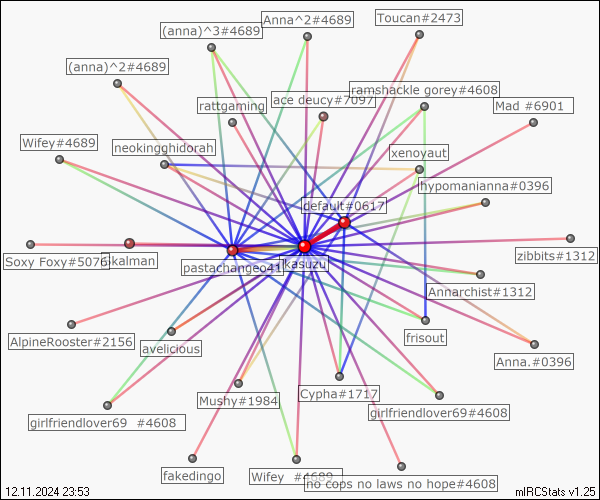 Toucan#2473
Anna^2#4689
(anna)^3#4689
(anna)^2#4689
ramshackle gorey#4608
ace deucy#7097
rattgaming
Mad #6901
Wifey#4689
neokingghidorah
xenoyaut
hypomanianna#0396
default#0617
Soxy Foxy#5076
skalman
pastachangeo41
kasuzu
zibbits#1312
Annarchist#1312
AlpineRooster#2156
avelicious
frisout
Anna.#0396
Mushy#1984
Cypha#1717
girlfriendlover69 #4608
girlfriendlover69#4608
fakedingo
Wifey #4689
no cops no laws no hope#4608
12.11.2024 23:53
mIRCStats v1.25